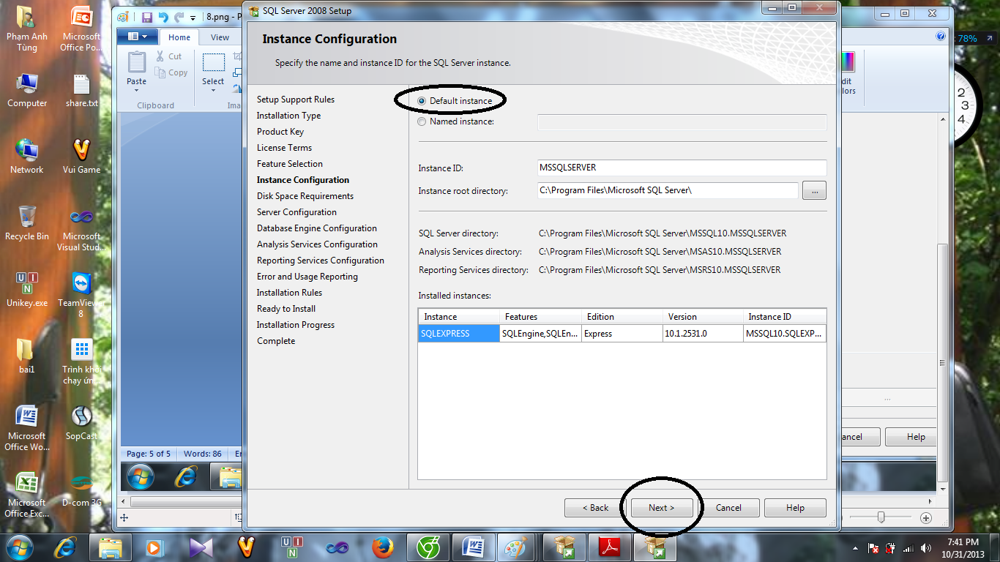 Phạm Anh Tùng
Microsoft Office Po...
Computer
share.txt
Network
Vui Game
Recycle Bin
Microsoft Visual Stud...
Unikey.exe
TeamViewer 8
bai1
Trình khởi chạy ứn...
Microsoft Office Wo...
SopCast
Microsoft Office Exc...
D-com 3G
8.png - P
Home
View
Paste
Cut
Copy
Clipboard
Select
Ima
Page: 5 of 5
Words: 86
SQL Server 2008 Setup
Instance Configuration
Specify the name and instance ID for the SQL Server instance.
Setup Support Rules
Installation Type
Product Key
License Terms
Feature Selection
Instance Configuration
Disk Space Requirements
Server Configuration
Database Engine Configuration
Analysis Services Configuration
Reporting Services Configuration
Error and Usage Reporting
Installation Rules
Ready to Install
Installation Progress
Complete
Default instance
Named instance:
Instance ID:
MSSQLSERVER
Instance root directory:
C:\Program Files\Microsoft SQL Server\
...
SQL Server directory:
C:\Program Files\Microsoft SQL Server\MSSQL10.MSSQLSERVER
Analysis Services directory:
C:\Program Files\Microsoft SQL Server\MSAS10.MSSQLSERVER
Reporting Services directory:
C:\Program Files\Microsoft SQL Server\MSRS10.MSSQLSERVER
Installed instances:
Instance Features Edition Version Instance ID
SQLEXPRESS SQLEngine,SQLEn... Express 10.1.2531.0 MSSQL10.SQLEXP...
< Back
Next >
Cancel
Help
dit
lors
...
ancel
Help
: 78%
2
3
4
7:41 PM
10/31/2013